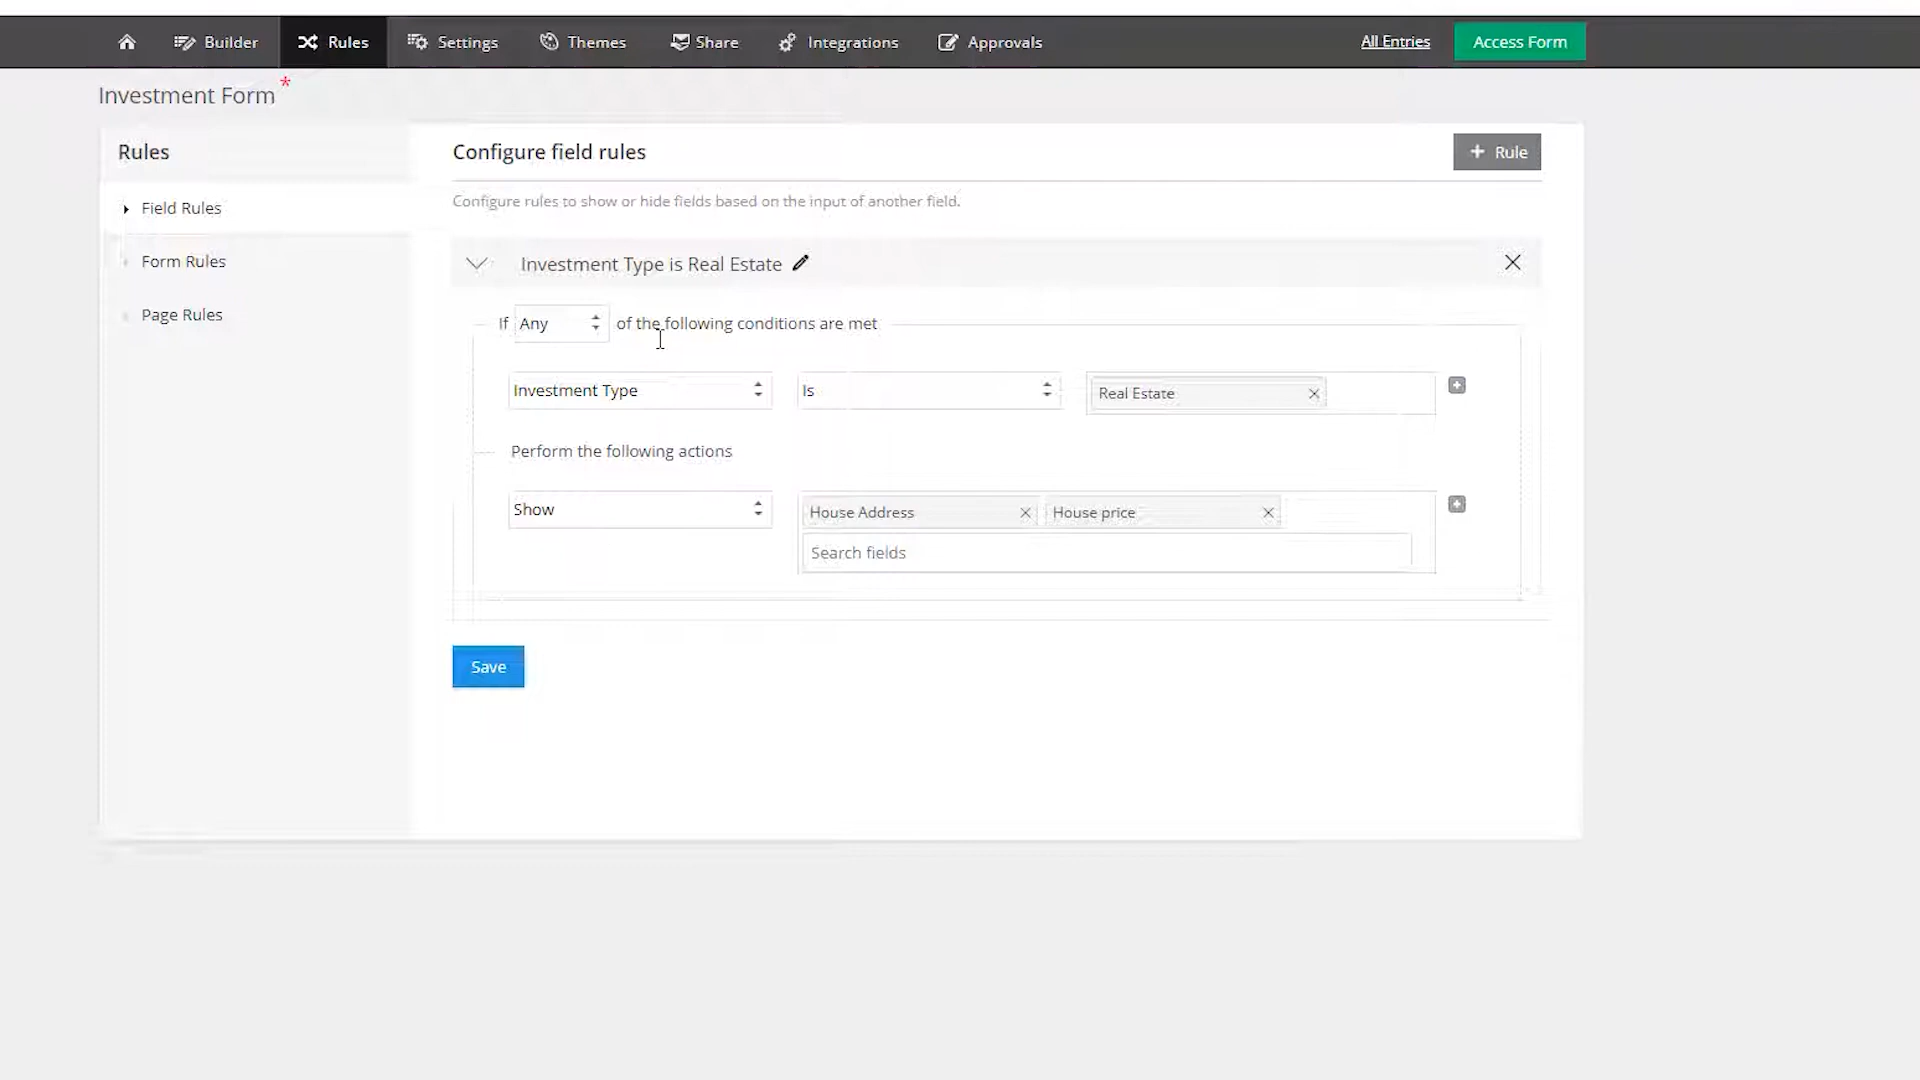 Builder Rules Settings Themes Share Integrations Approvals All Entries Access Form
Investment Form *
Rules
Field Rules
Form Rules
Page Rules
Configure field rules
+ Rule
Configure rules to show or hide fields based on the input of another field.
Investment Type is Real Estate
If Any of the following conditions are met
Investment Type Is Real Estate
Perform the following actions
Show House Address House price
Search fields
Save